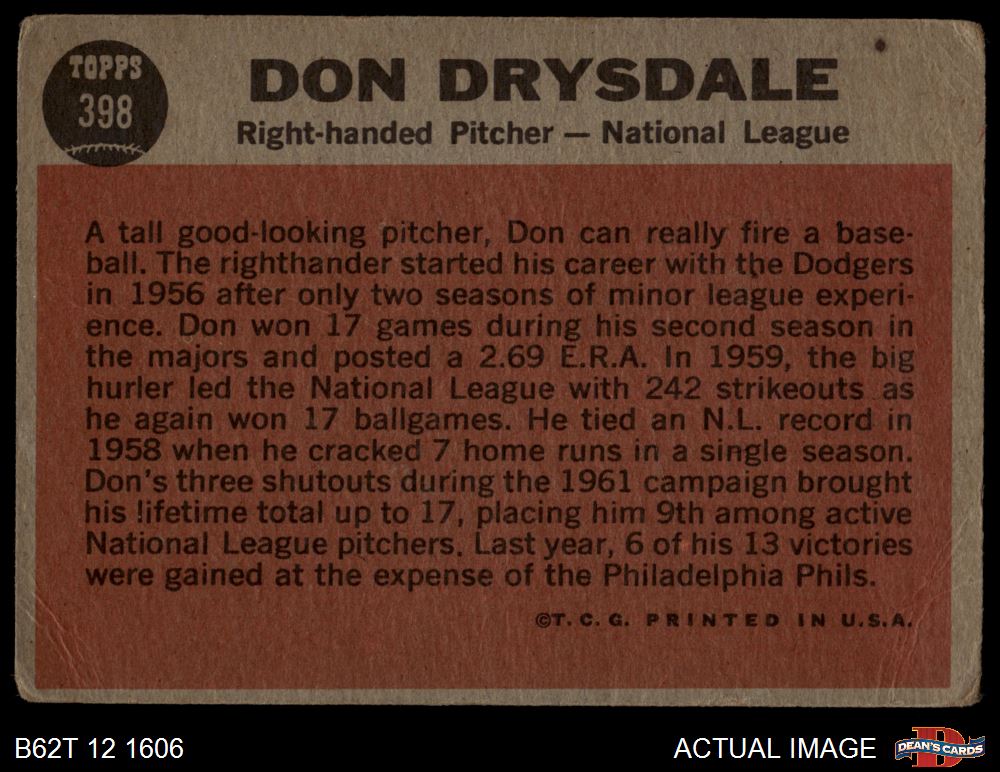 TOPPS
398
DON DRYSDALE
Right-handed Pitcher — National League
A tall good-looking pitcher, Don can really fire a base-
ball. The righthander started his career with the Dodgers
in 1956 after only two seasons of minor league experi-
ence. Don won 17 games during his second season in
the majors and posted a 2.69 E.R.A. In 1959, the big
hurler led the National League with 242 strikeouts as
he again won 17 ballgames. He tied an N.L. record in
1958 when he cracked 7 home runs in a single season.
Don's three shutouts during the 1961 campaign brought
his lifetime total up to 17, placing him 9th among active
National League pitchers. Last year, 6 of his 13 victories
were gained at the expense of the Philadelphia Phils.
©T. C. G. PRINTED IN U.S.A.
B62T 12 1606
ACTUAL IMAGE
D
DEAN'S CARDS